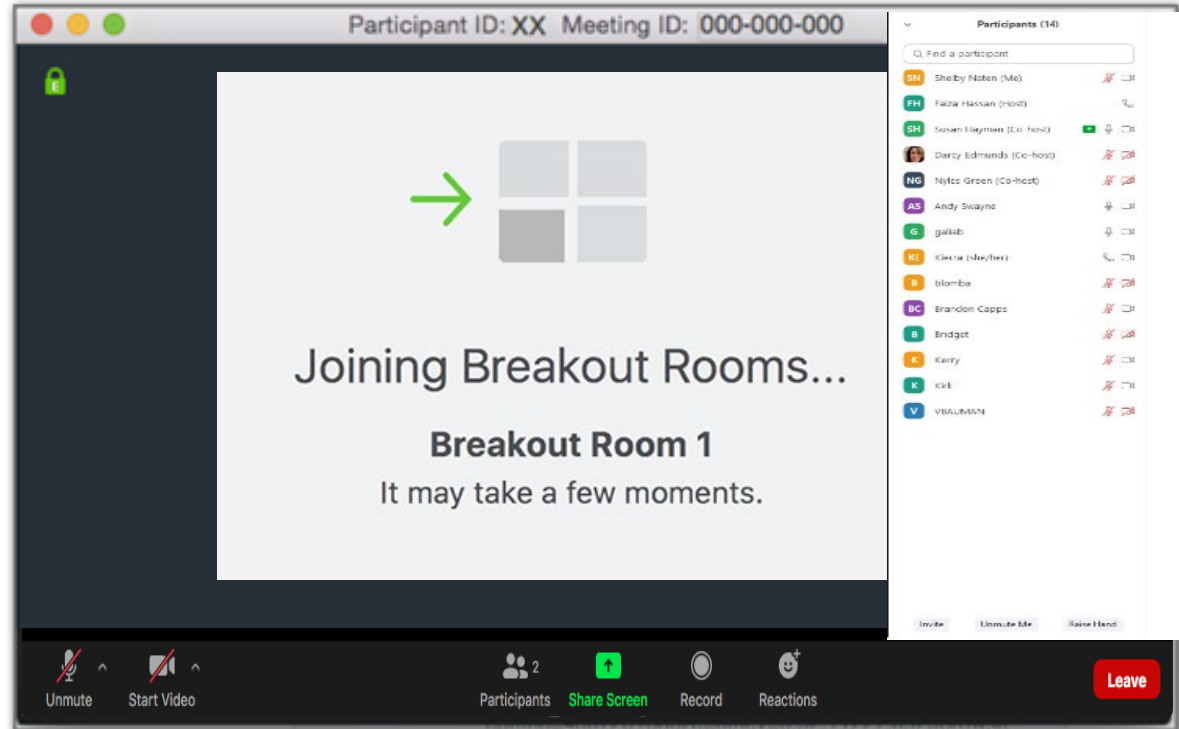 Participant ID: XX Meeting ID: 000-000-000
E
Joining Breakout Rooms...
Breakout Room 1
It may take a few moments.
Participants (14)
Find a participant
SN Shelby Naten (Me)
FH Faiza Hassan (Host)
SH Susan Hayman (Co-host)
Darcy Edmunds (Co-host)
NG Nyles Green (Co-host)
AS Andy Swayne
G galiab
K( Kierra (she/her)
B blomba
BC Brandon Capps
B Bridget
K Kerry
K Kirk
V VBAUMAN
Invite Unmute Me Raise Hand
Unmute
Start Video
2
Participants
Share Screen
Record
Reactions
Leave